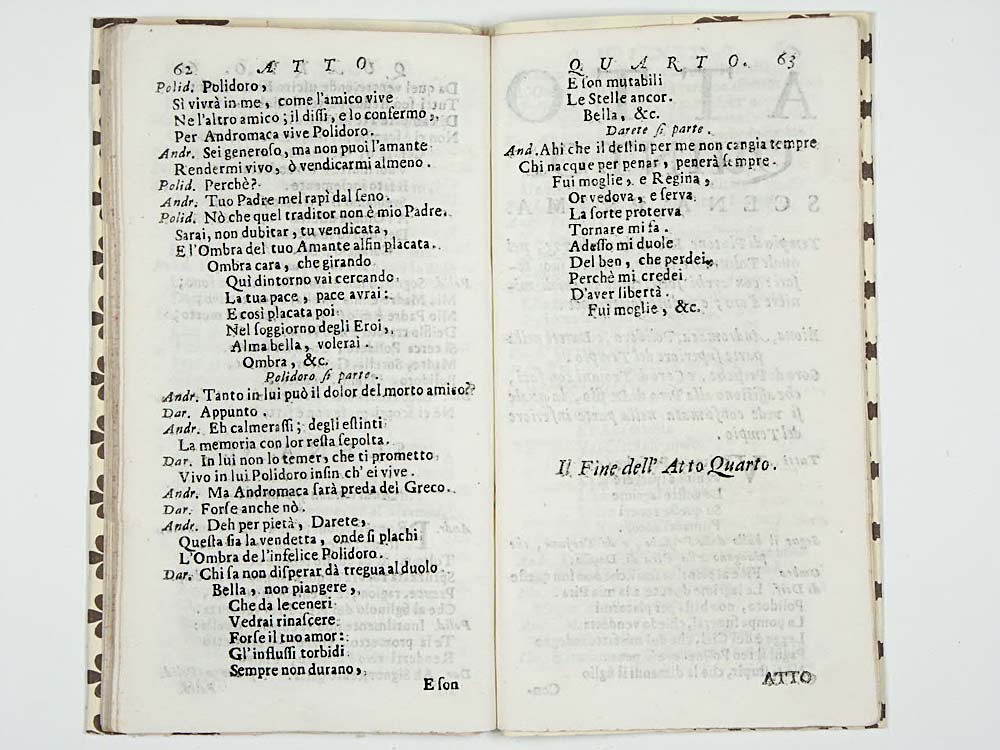 62 ATTO
Polid. Polidoro,
Sì vivrà in me, come l'amico vive
Ne l'altro amico; il dissi, e lo confermo,
Per Andromaca vive Polidoro.
Andr. Sei generoso, ma non puoi l'amante
Rendermi vivo, ò vendicarmi almeno.
Polid. Perchè?
Andr. Tuo Padre mel rapì dal seno.
Polid. Nò che quel traditor non è mio Padre.
Sarai, non dubitar, tu vendicata,
E l'Ombra del tuo Amante alfin placata.
Ombra cara, che girando
Quì dintorno vai cercando
La tua pace, pace avrai:
E così placata poi
Nel soggiorno degli Eroi,
Alma bella, volerai.
Ombra, &c.
Polidoro si parte.
Andr. Tanto in lui può il dolor del morto amico?
Dar. Appunto.
Andr. Eh calmerassi; degli estinti
La memoria con lor resta sepolta.
Dar. In lui non lo temer, che ti prometto,
Vivo in lui Polidoro insin ch' ei vive.
Andr. Ma Andromaca sarà preda del Greco.
Dar. Forse anche nò.
Andr. Deh per pietà, Darete,
Questa sia la vendetta, onde si plachi
L'Ombra de l'infelice Polidoro.
Dar. Chi sa non disperar dà tregua al duolo.
Bella, non piangere,
Che da le ceneri
Vedrai rinascere
Forse il tuo amor:
Gl' influssi torbidi
Sempre non durano,
E son
QUARTO. 63
E son mutabili
Le Stelle ancor.
Bella, &c.
Darete si parte.
And. Ahi che il destin per me non cangia tempre
Chi nacque per penar, penerà sempre.
Fui moglie, e Regina,
Or vedova, e serva
La sorte proterva
Tornare mi fa.
Adesso mi duole
Del ben, che perdei,
Perchè mi credei
D'aver libertà.
Fui moglie, &c.
Il Fine dell' Atto Quarto.
ATTO